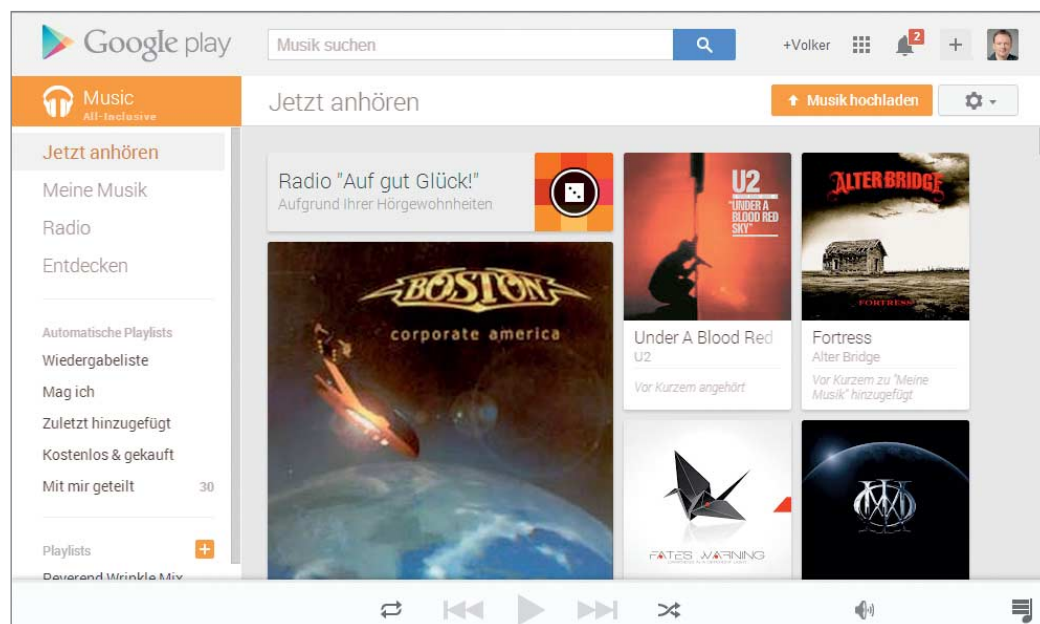 Google play
Musik suchen
+Volker
2
+
Music
All-Inclusive
Jetzt anhören
Musik hochladen
Jetzt anhören
Meine Musik
Radio
Entdecken
Automatische Playlists
Wiedergabeliste
Mag ich
Zuletzt hinzugefügt
Kostenlos & gekauft
Mit mir geteilt 30
Playlists +
Reverend Wrinkle Mix
Radio "Auf gut Glück!"
Aufgrund Ihrer Hörgewohnheiten
BOSTON
corporate america
U2
"UNDER A
BLOOD RED
SKY"
Under A Blood Red
U2
Vor Kurzem angehört
ALTER BRIDGE
FORTRESS
Fortress
Alter Bridge
Vor Kurzem zu "Meine
Musik" hinzugefügt
FATES WARNING